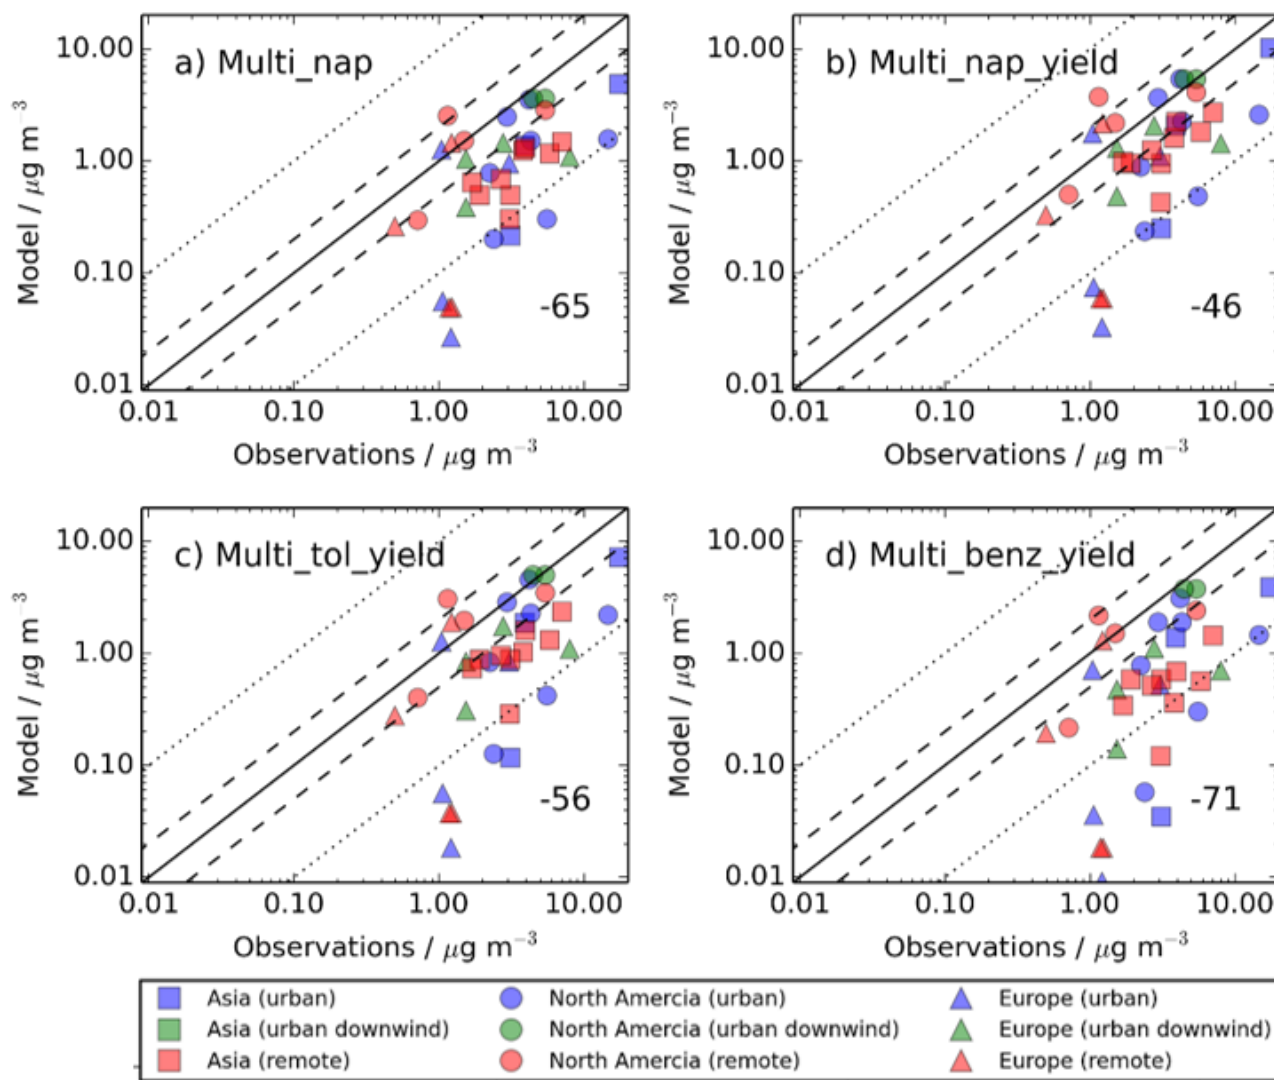 a) Multi_nap
10.00
1.00
0.10
0.01
Model / μg m⁻³
-65
0.01 0.10 1.00 10.00
Observations / μg m⁻³
b) Multi_nap_yield
10.00
1.00
0.10
0.01
Model / μg m⁻³
-46
0.01 0.10 1.00 10.00
Observations / μg m⁻³
c) Multi_tol_yield
10.00
1.00
0.10
0.01
Model / μg m⁻³
-56
0.01 0.10 1.00 10.00
Observations / μg m⁻³
d) Multi_benz_yield
10.00
1.00
0.10
0.01
Model / μg m⁻³
-71
0.01 0.10 1.00 10.00
Observations / μg m⁻³
Asia (urban) North Amercia (urban) Europe (urban)
Asia (urban downwind) North Amercia (urban downwind) Europe (urban downwind)
Asia (remote) North Amercia (remote) Europe (remote)